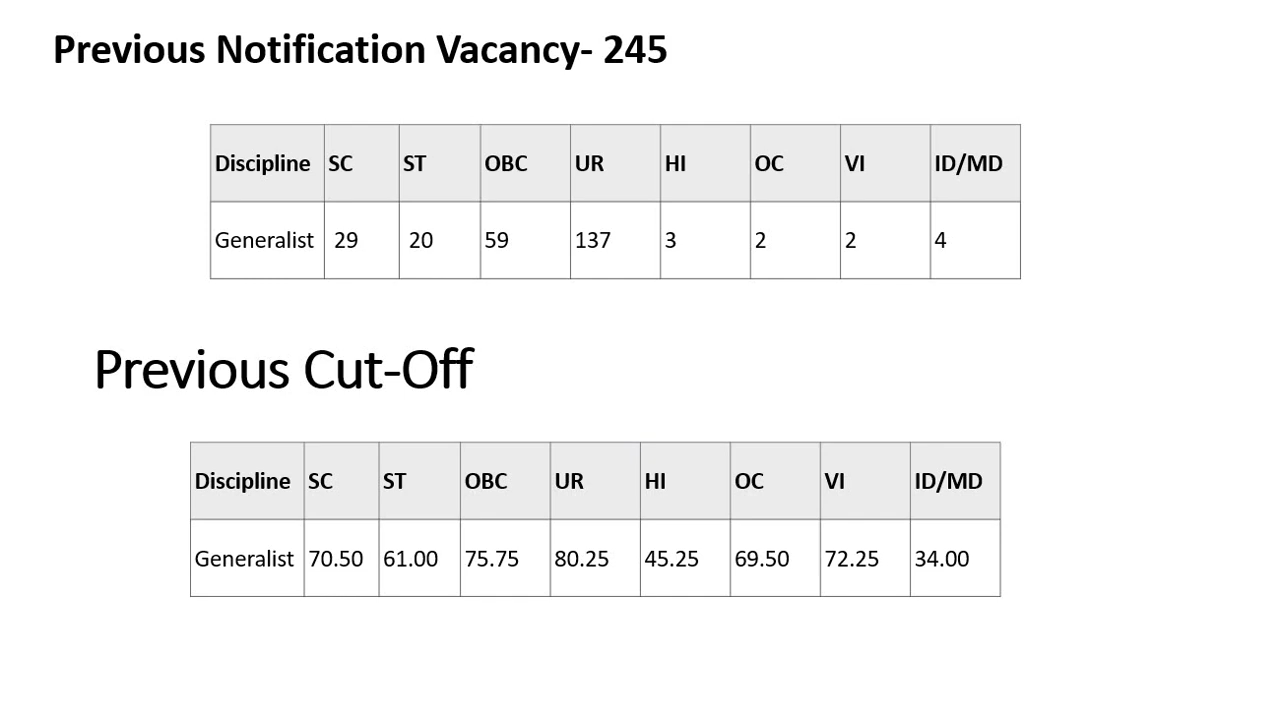 Previous Notification Vacancy- 245
Discipline SC ST OBC UR HI OC VI ID/MD
Generalist 29 20 59 137 3 2 2 4
Previous Cut-Off
Discipline SC ST OBC UR HI OC VI ID/MD
Generalist 70.50 61.00 75.75 80.25 45.25 69.50 72.25 34.00